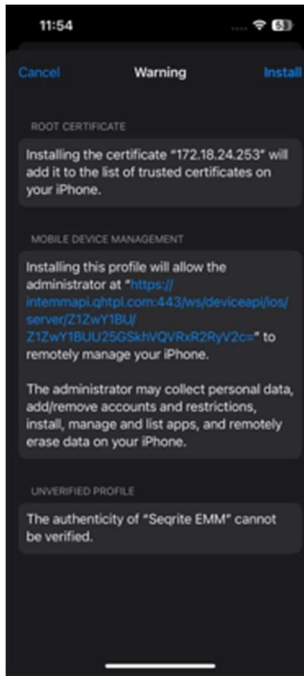 11:54
53
Cancel Warning Install
ROOT CERTIFICATE
Installing the certificate “172.18.24.253” will
add it to the list of trusted certificates on
your iPhone.
MOBILE DEVICE MANAGEMENT
Installing this profile will allow the
administrator at “https://
intemmapi.qhtpl.com:443/ws/deviceapi/ios/
server/Z1ZwY1BU/
Z1ZwY1BUU25GSkhVQVRxR2RyV2c=” to
remotely manage your iPhone.
The administrator may collect personal data,
add/remove accounts and restrictions,
install, manage and list apps, and remotely
erase data on your iPhone.
UNVERIFIED PROFILE
The authenticity of “Seqrite EMM” cannot
be verified.